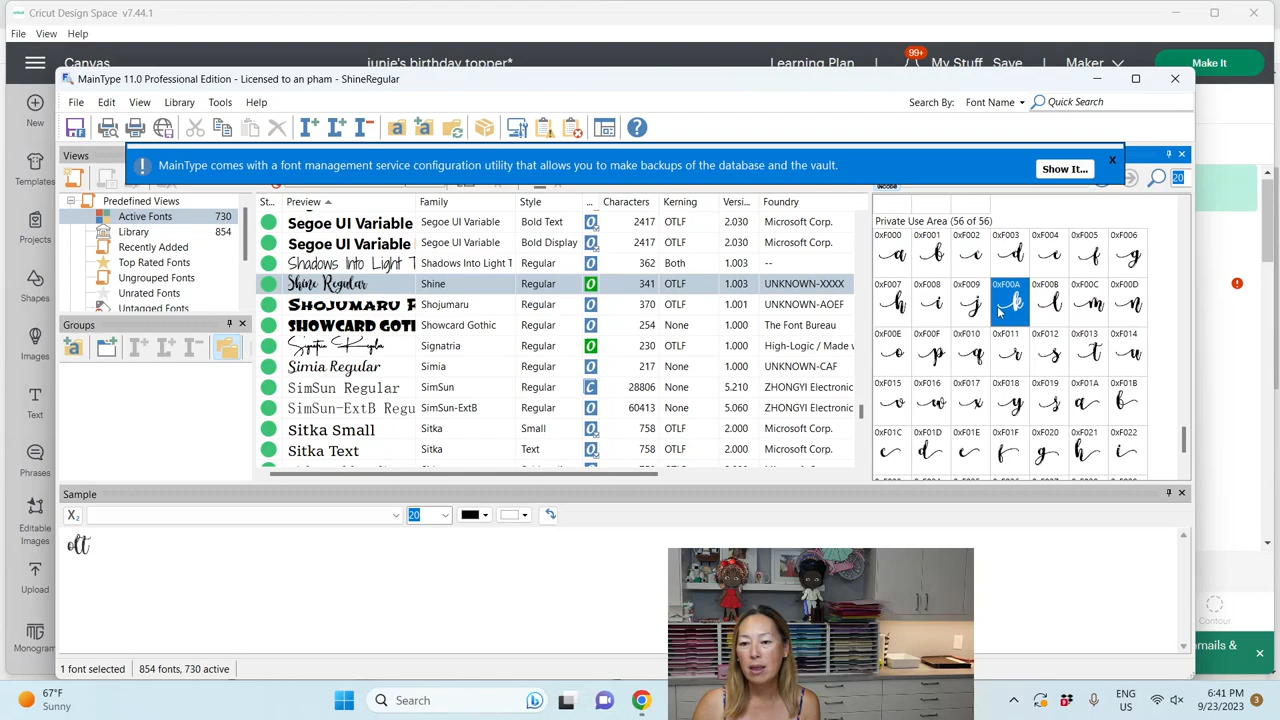 Cricut Design Space v7.44.1
File View Help
Canvas junie's birthday topper* Learning Plan 99+ My Stuff Save Maker Make It
MainType 11.0 Professional Edition - Licensed to an pham - ShineRegular
File Edit View Library Tools Help Search By: Font Name Quick Search
New
Templates
Projects
Shapes
Images
Text
Phrases
Editable
Images
Upload
Monogram
Views
MainType comes with a font management service configuration utility that allows you to make backups of the database and the vault. Show It... x
20
Predefined Views
Active Fonts 730
Library 854
Recently Added
Top Rated Fonts
Ungrouped Fonts
Unrated Fonts
Untagged Fonts
Groups
St... Preview Family Style ... Characters Kerning Versi... Foundry
Segoe UI Variable Segoe UI Variable Bold Text 2417 OTLF 2.030 Microsoft Corp.
Segoe UI Variable Segoe UI Variable Bold Display 2417 OTLF 2.030 Microsoft Corp.
Shadows Into Light T Shadows Into Light T Regular 362 Both 1.003 --
Shine Regular Shine Regular 341 OTLF 1.003 UNKNOWN-XXXX
Shojumaru R Shojumaru Regular 370 OTLF 1.001 UNKNOWN-AOEF
Showcard Goti Showcard Gothic Regular 254 None 1.000 The Font Bureau
Signatria Regular Signatria Regular 230 OTLF 1.000 High-Logic / Made w
Simia Regular Simia Regular 217 None 1.000 UNKNOWN-CAF
SimSun Regular SimSun Regular 28806 None 5.210 ZHONGYI Electronic
SimSun-ExtB Regu SimSun-ExtB Regular 60413 None 5.060 ZHONGYI Electronic
Sitka Small Sitka Small 758 OTLF 2.000 Microsoft Corp.
Sitka Text Sitka Text 758 OTLF 2.000 Microsoft Corp.
Private Use Area (56 of 56)
0xF000 0xF001 0xF002 0xF003 0xF004 0xF005 0xF006
a b c d e f g
0xF007 0xF008 0xF009 0xF00A 0xF00B 0xF00C 0xF00D
h i j k l m n
0xF00E 0xF00F 0xF010 0xF011 0xF012 0xF013 0xF014
o p q r s t u
0xF015 0xF016 0xF017 0xF018 0xF019 0xF01A 0xF01B
v w x y s a b
0xF01C 0xF01D 0xF01E 0xF01F 0xF020 0xF021 0xF022
c d e f g h i
Sample
X2 20
olt
1 font selected 854 fonts, 730 active
Contour
emails &
67°F
Sunny
Search
ENG
US
6:41 PM
9/23/2023
3